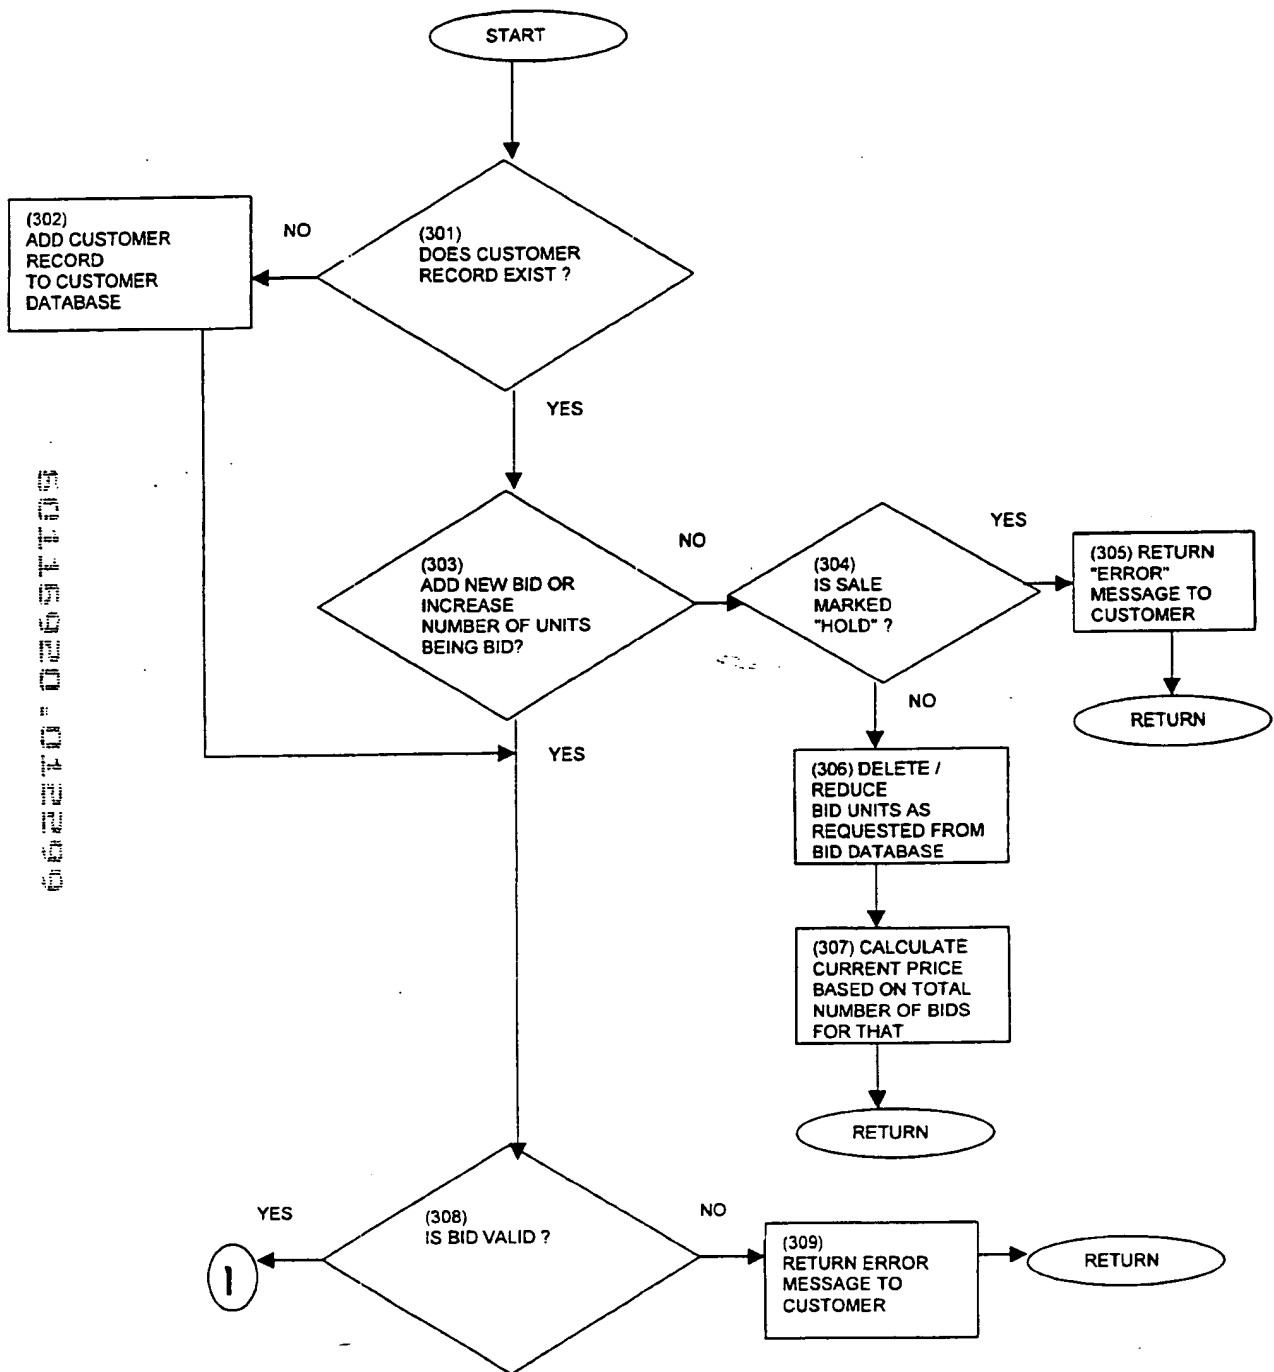 START
(301)
DOES CUSTOMER
RECORD EXIST ?
NO
(302)
ADD CUSTOMER
RECORD
TO CUSTOMER
DATABASE
YES
(303)
ADD NEW BID OR
INCREASE
NUMBER OF UNITS
BEING BID?
NO
(304)
IS SALE
MARKED
"HOLD" ?
YES
(305) RETURN
"ERROR"
MESSAGE TO
CUSTOMER
RETURN
NO
YES
(306) DELETE /
REDUCE
BID UNITS AS
REQUESTED FROM
BID DATABASE
(307) CALCULATE
CURRENT PRICE
BASED ON TOTAL
NUMBER OF BIDS
FOR THAT
RETURN
(308)
IS BID VALID ?
YES
1
NO
(309)
RETURN ERROR
MESSAGE TO
CUSTOMER
RETURN